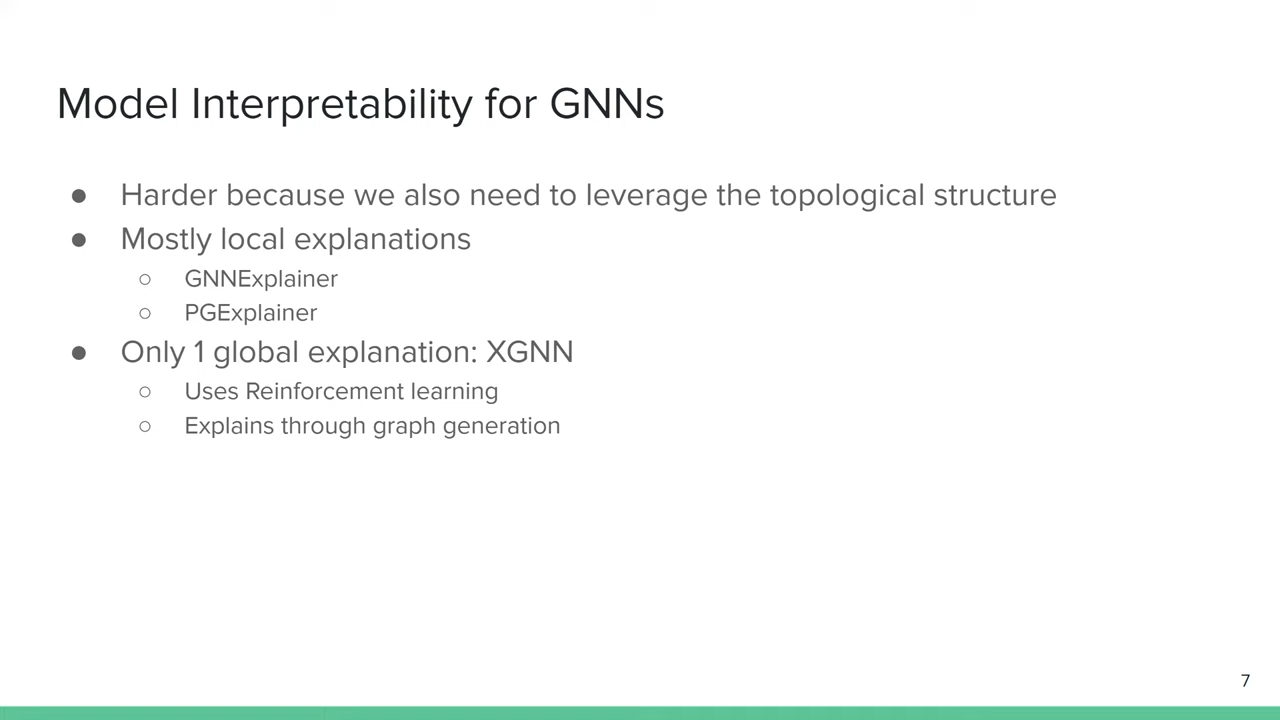 Model Interpretability for GNNs
● Harder because we also need to leverage the topological structure
● Mostly local explanations
○ GNNExplainer
○ PGExplainer
● Only 1 global explanation: XGNN
○ Uses Reinforcement learning
○ Explains through graph generation
7